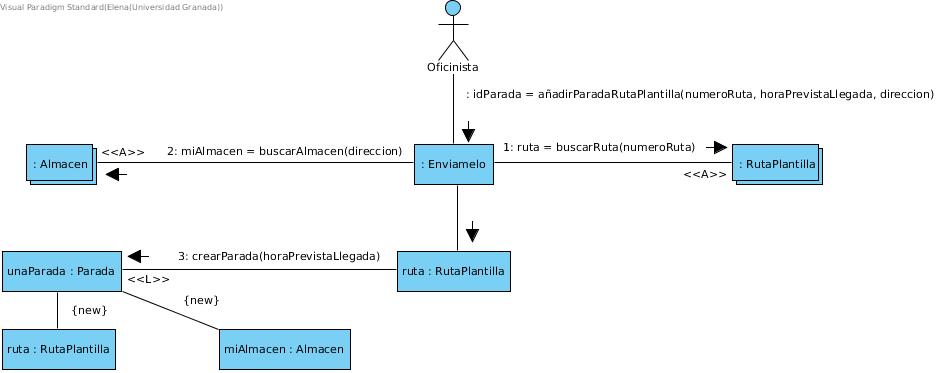 Visual Paradigm Standard(Elena(Universidad Granada))
Oficinista
: idParada = añadirParadaRutaPlantilla(numeroRuta, horaPrevistaLlegada, direccion)
: Almacen
<<A>>
2: miAlmacen = buscarAlmacen(direccion)
: Enviamelo
1: ruta = buscarRuta(numeroRuta)
<<A>>
: RutaPlantilla
unaParada : Parada
3: crearParada(horaPrevistaLlegada)
<<L>>
ruta : RutaPlantilla
{new}
{new}
ruta : RutaPlantilla
miAlmacen : Almacen